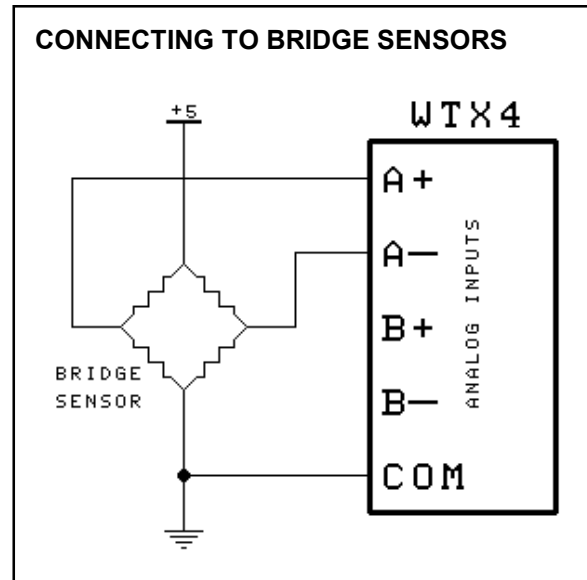 CONNECTING TO BRIDGE SENSORS
+5
WTX4
A+
A−
B+
B−
COM
ANALOG INPUTS
BRIDGE
SENSOR